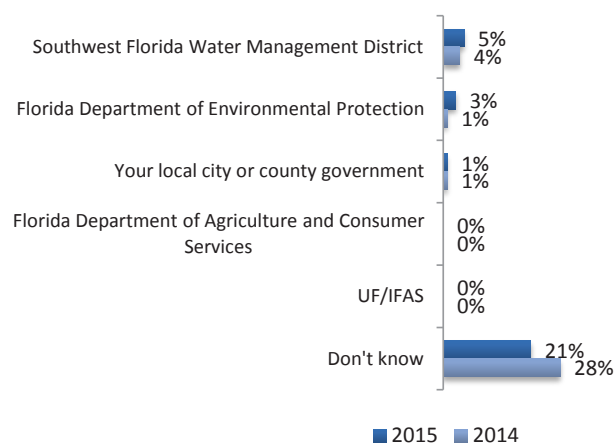 Southwest Florida Water Management District
5%
4%
Florida Department of Environmental Protection
3%
1%
Your local city or county government
1%
1%
Florida Department of Agriculture and Consumer
Services
0%
0%
UF/IFAS
0%
0%
Don't know
21%
28%
2015 2014